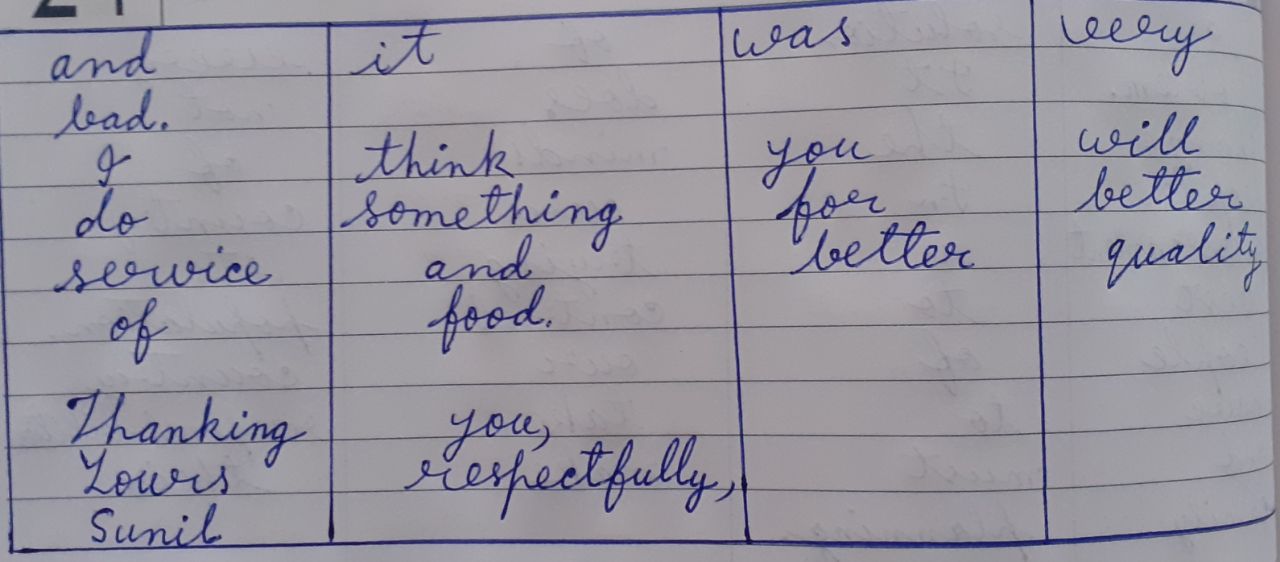 and it was very
bad.
I think you will
do something for better
service and better quality
of food.
Thanking you,
Yours respectfully,
Sunil